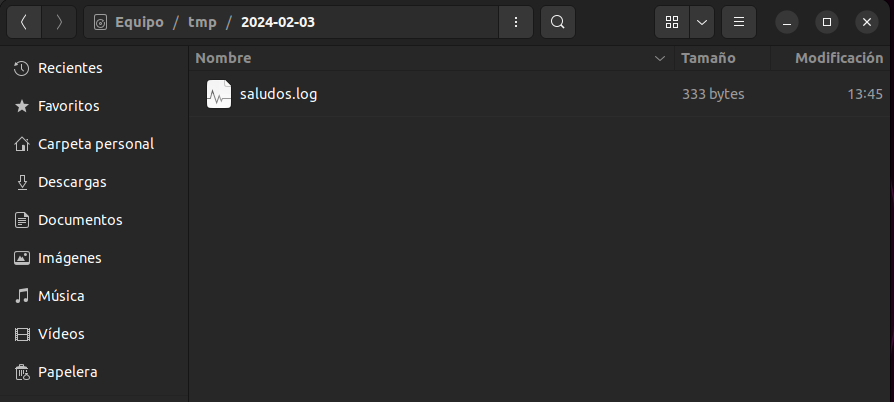 Equipo / tmp / 2024-02-03
Nombre Tamaño Modificación
Recientes
saludos.log 333 bytes 13:45
Favoritos
Carpeta personal
Descargas
Documentos
Imágenes
Música
Vídeos
Papelera